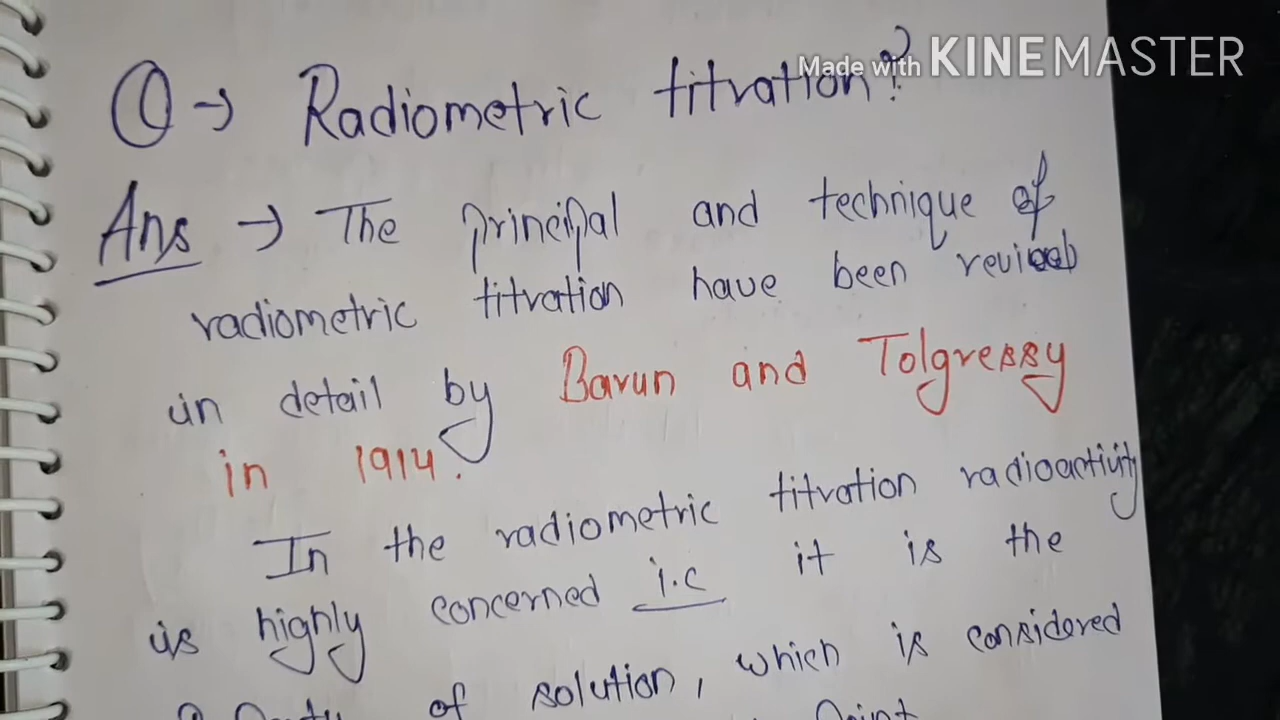 Made with KINEMASTER
Q → Radiometric titration?
Ans → The principal and technique of
radiometric titration have been
in detail by Barun and Tolgressy
in 1914.
In the radiometric titration radioactivity
is highly concerned i.e it is the
of solution, which is considered
Point